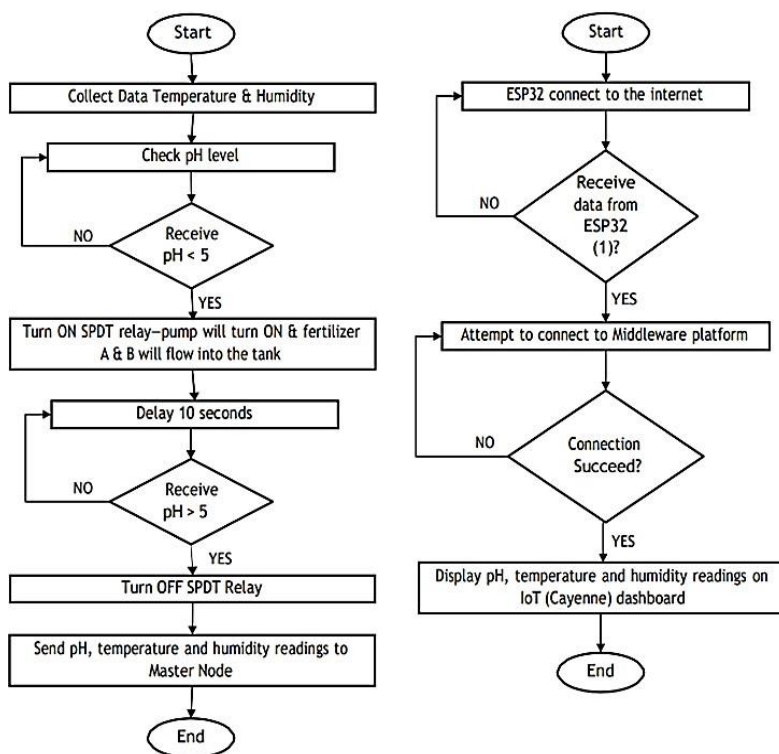 Start
Collect Data Temperature & Humidity
Check pH level
NO
Receive
pH < 5
YES
Turn ON SPDT relay–pump will turn ON & fertilizer
A & B will flow into the tank
Delay 10 seconds
NO
Receive
pH > 5
YES
Turn OFF SPDT Relay
Send pH, temperature and humidity readings to
Master Node
End
Start
ESP32 connect to the internet
Receive
data from
ESP32
(1)?
NO
YES
Attempt to connect to Middleware platform
NO
Connection
Succeed?
YES
Display pH, temperature and humidity readings on
IoT (Cayenne) dashboard
End